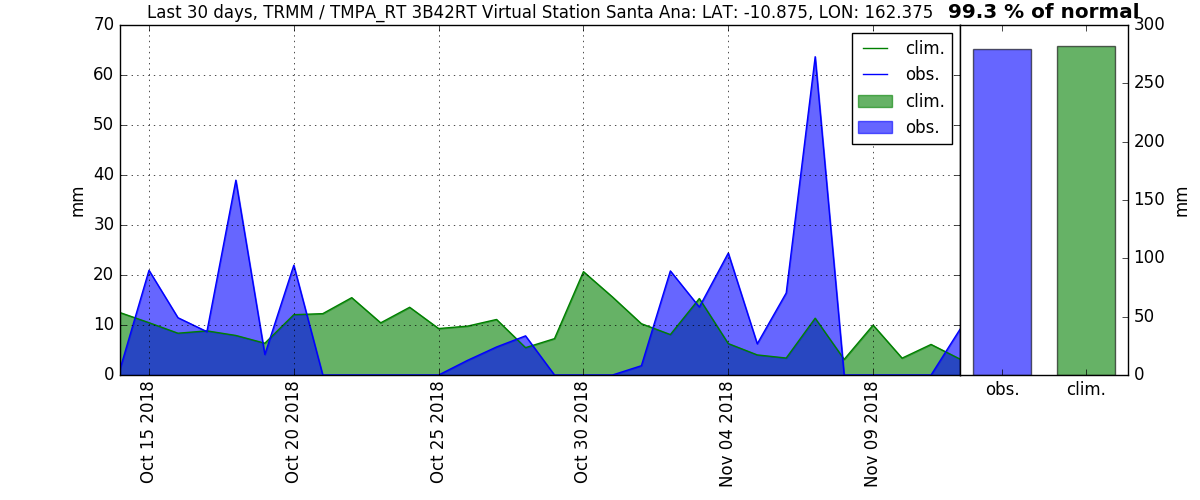 Last 30 days, TRMM / TMPA_RT 3B42RT Virtual Station Santa Ana: LAT: -10.875, LON: 162.375
99.3 % of normal
70
60
50
40
30
20
10
0
mm
clim.
obs.
clim.
obs.
Oct 15 2018
Oct 20 2018
Oct 25 2018
Oct 30 2018
Nov 04 2018
Nov 09 2018
300
250
200
150
100
50
0
mm
obs.
clim.